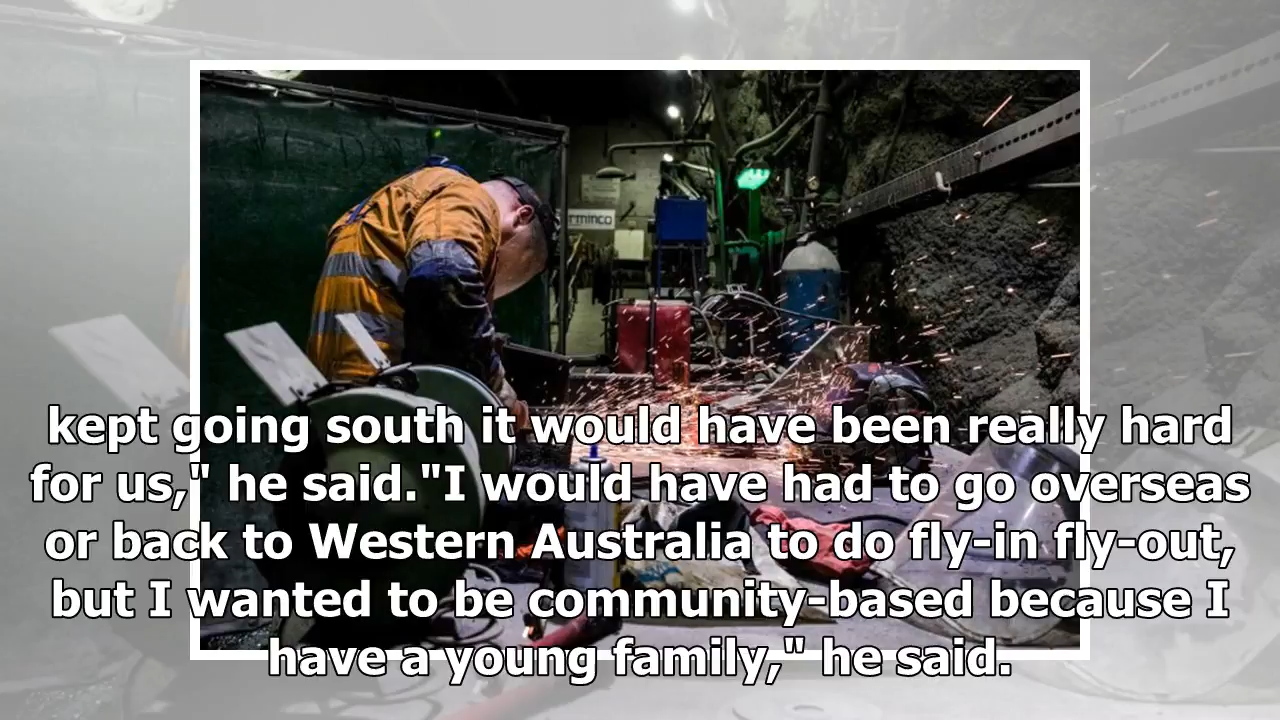 rminco
kept going south it would have been really hard
for us," he said."I would have had to go overseas
or back to Western Australia to do fly-in fly-out,
but I wanted to be community-based because I
have a young family," he said.